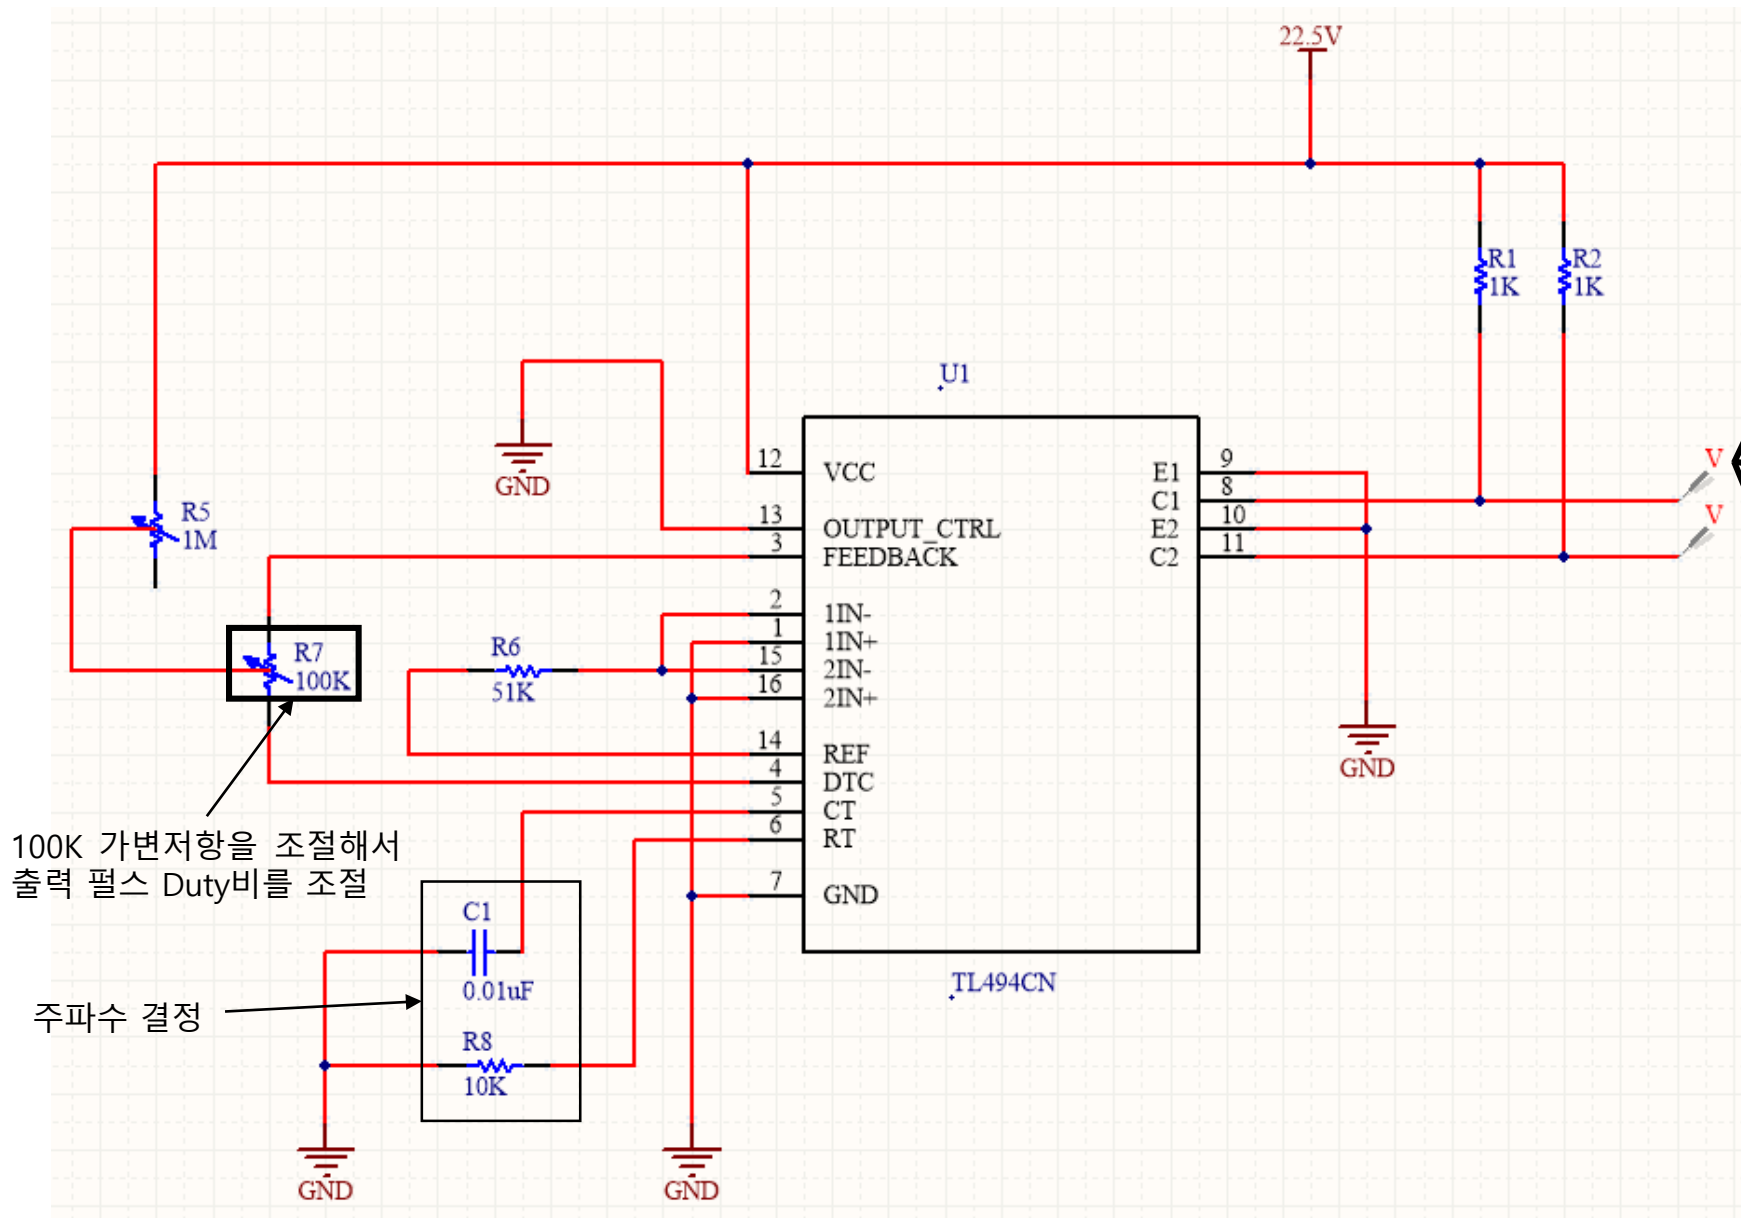 22.5V
R1
1K
R2
1K
U1
GND
12
VCC
13
OUTPUT_CTRL
3
FEEDBACK
2
1IN-
1
1IN+
15
2IN-
16
2IN+
14
REF
4
DTC
5
CT
6
RT
7
GND
E1
9
C1
8
E2
10
C2
11
V
V
R5
1M
R7
100K
R6
51K
GND
100K 가변저항을 조절해서
출력 펄스 Duty비를 조절
C1
0.01uF
TL494CN
주파수 결정
R8
10K
GND
GND